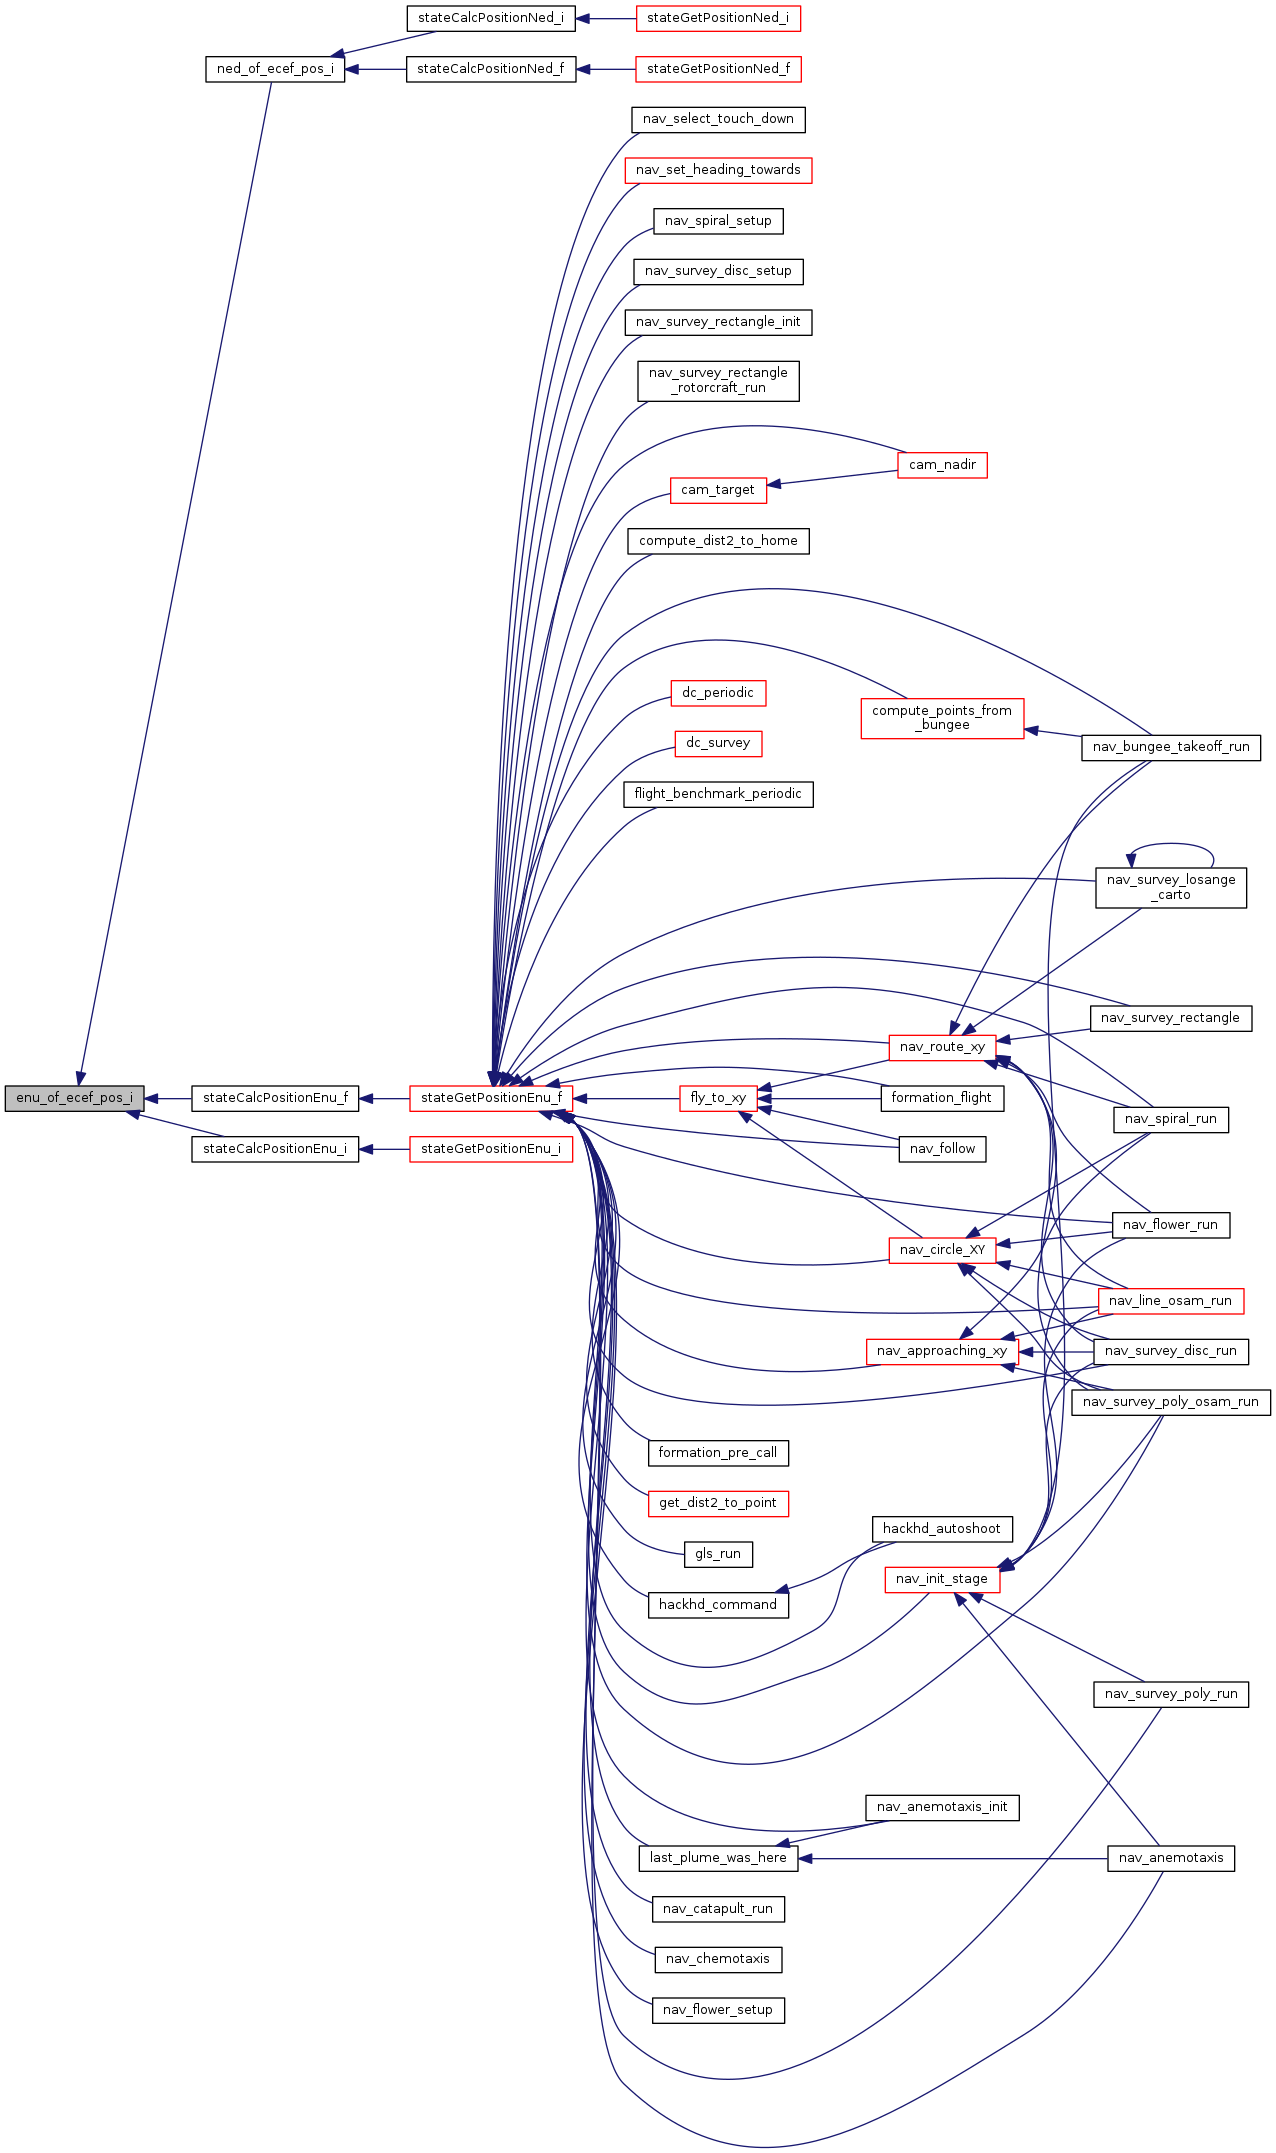 stateCalcPositionNed_i
stateGetPositionNed_i
ned_of_ecef_pos_i
stateCalcPositionNed_f
stateGetPositionNed_f
nav_select_touch_down
nav_set_heading_towards
nav_spiral_setup
nav_survey_disc_setup
nav_survey_rectangle_init
nav_survey_rectangle
_rotorcraft_run
cam_nadir
cam_target
compute_dist2_to_home
dc_periodic
compute_points_from
_bungee
dc_survey
nav_bungee_takeoff_run
flight_benchmark_periodic
nav_survey_losange
_carto
nav_survey_rectangle
nav_route_xy
enu_of_ecef_pos_i
stateCalcPositionEnu_f
stateGetPositionEnu_f
fly_to_xy
formation_flight
nav_spiral_run
stateCalcPositionEnu_i
stateGetPositionEnu_i
nav_follow
nav_flower_run
nav_circle_XY
nav_line_osam_run
nav_approaching_xy
nav_survey_disc_run
nav_survey_poly_osam_run
formation_pre_call
get_dist2_to_point
hackhd_autoshoot
gls_run
nav_init_stage
hackhd_command
nav_survey_poly_run
nav_anemotaxis_init
last_plume_was_here
nav_anemotaxis
nav_catapult_run
nav_chemotaxis
nav_flower_setup